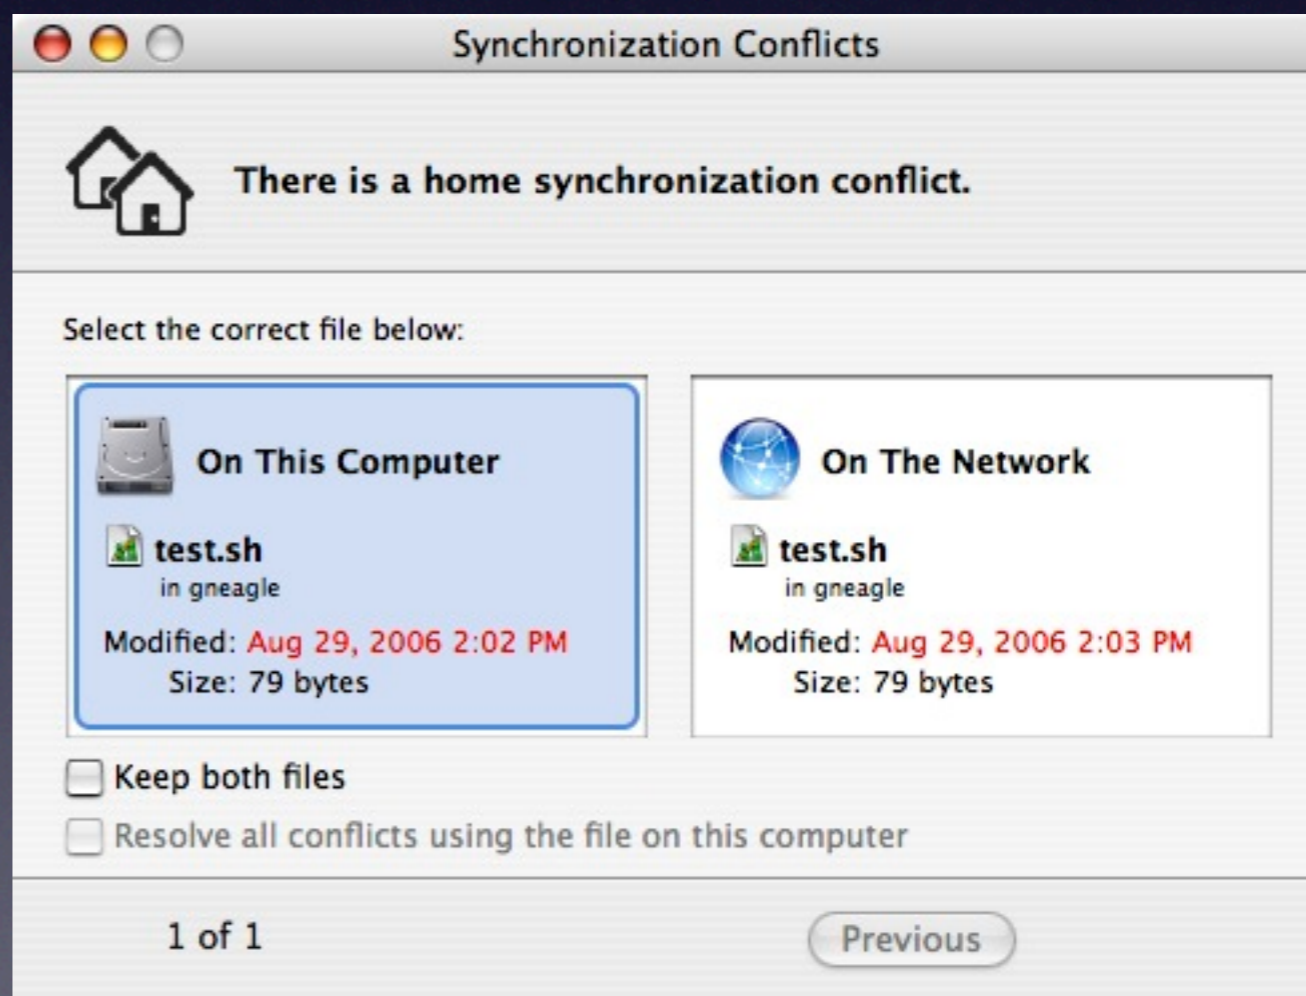 Synchronization Conflicts
There is a home synchronization conflict.
Select the correct file below:
On This Computer
test.sh
in gneagle
Modified: Aug 29, 2006 2:02 PM
Size: 79 bytes
On The Network
test.sh
in gneagle
Modified: Aug 29, 2006 2:03 PM
Size: 79 bytes
Keep both files
Resolve all conflicts using the file on this computer
1 of 1
Previous